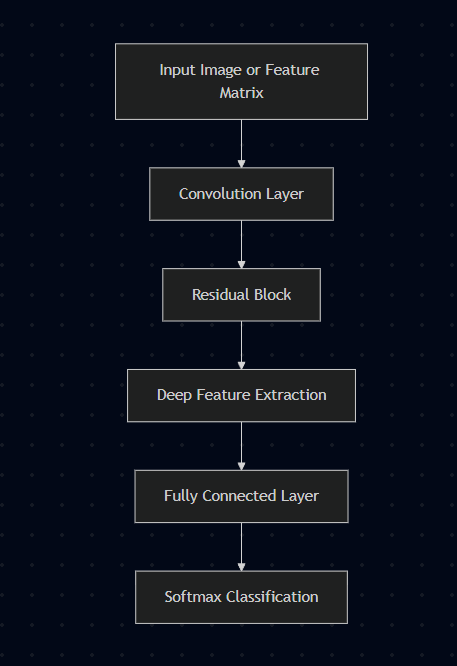 Input Image or Feature
Matrix
Convolution Layer
Residual Block
Deep Feature Extraction
Fully Connected Layer
Softmax Classification